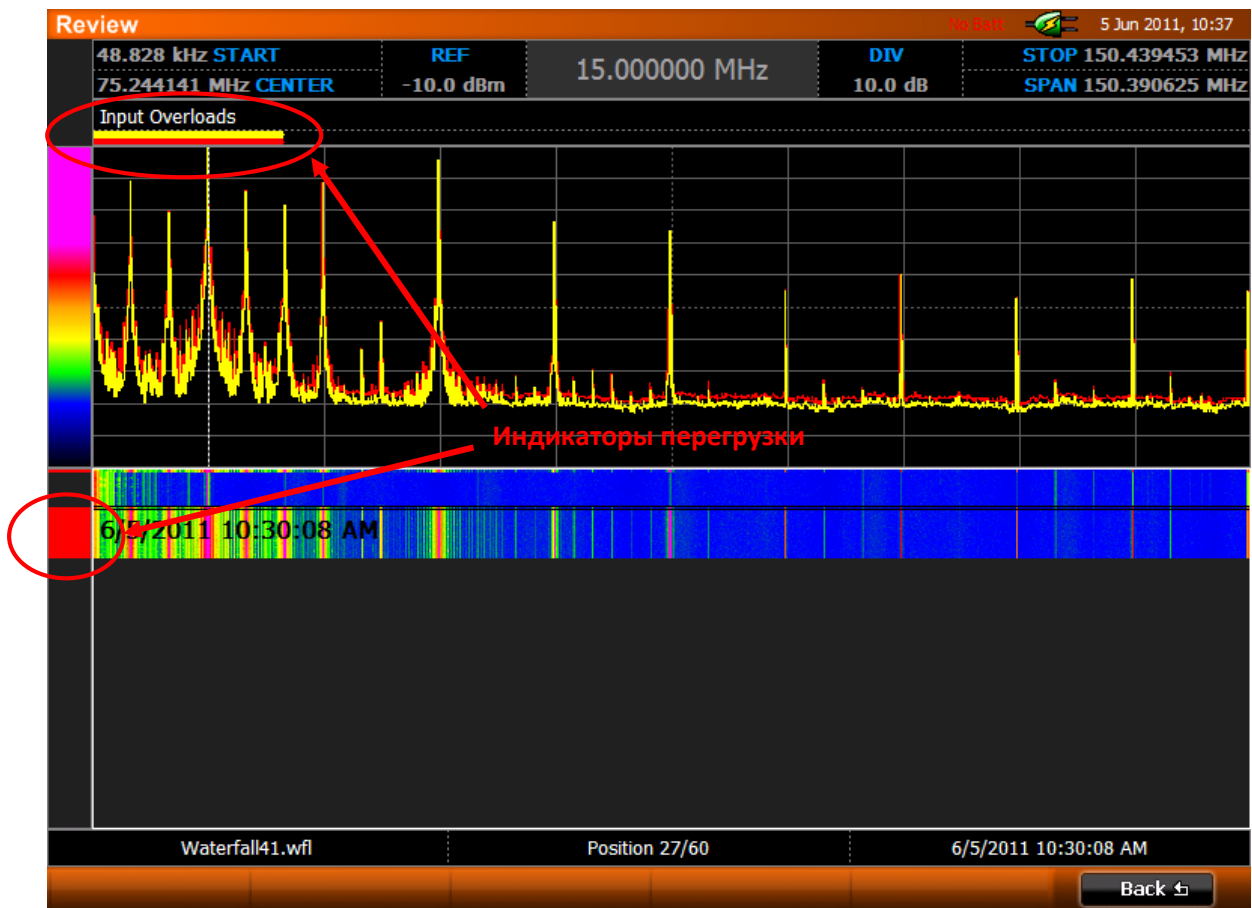 Review No Batt 5 Jun 2011, 10:37
48.828 kHz START REF 15.000000 MHz DIV STOP 150.439453 MHz
75.244141 MHz CENTER -10.0 dBm 10.0 dB SPAN 150.390625 MHz
Input Overloads
Индикаторы перегрузки
6/5/2011 10:30:08 AM
Waterfall41.wfl Position 27/60 6/5/2011 10:30:08 AM
Back